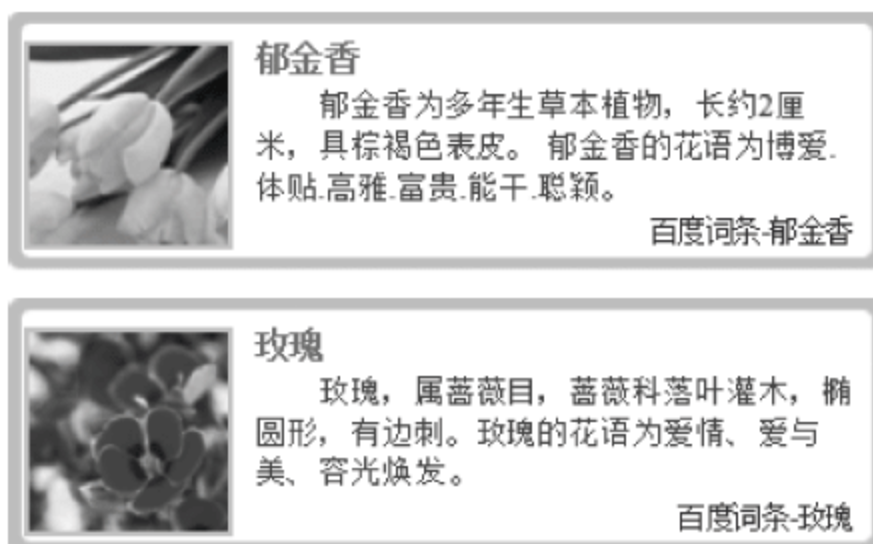 郁金香
郁金香为多年生草本植物，长约2厘
米，具棕褐色表皮。 郁金香的花语为博爱.
体贴.高雅.富贵.能干.聪颖。
百度词条-郁金香
玫瑰
玫瑰，属蔷薇目，蔷薇科落叶灌木，椭
圆形，有边刺。玫瑰的花语为爱情、爱与
美、容光焕发。
百度词条-玫瑰